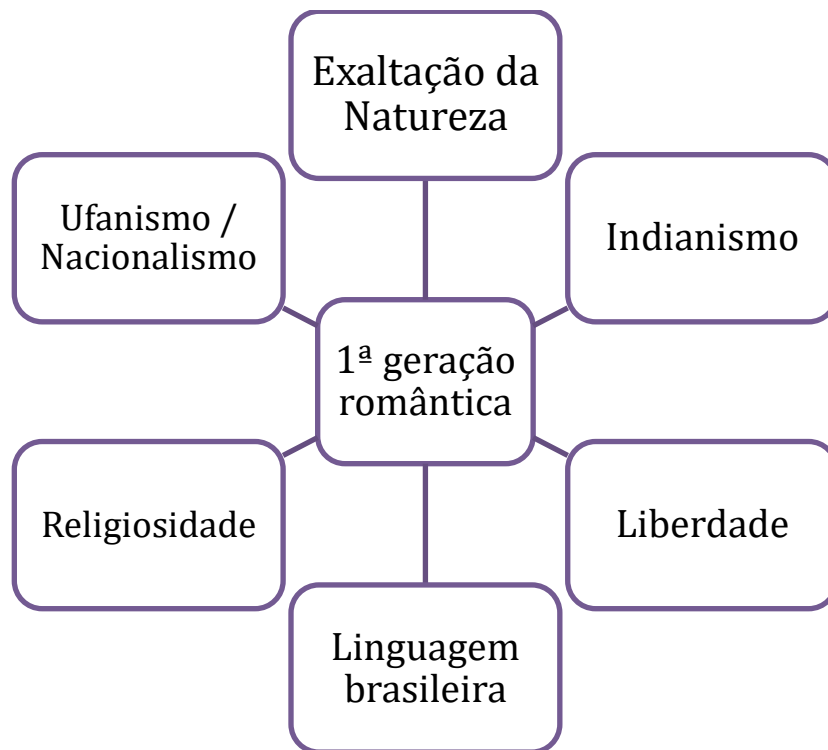 Exaltação da
Natureza
Ufanismo /
Nacionalismo
Indianismo
1ª geração
romântica
Religiosidade
Liberdade
Linguagem
brasileira